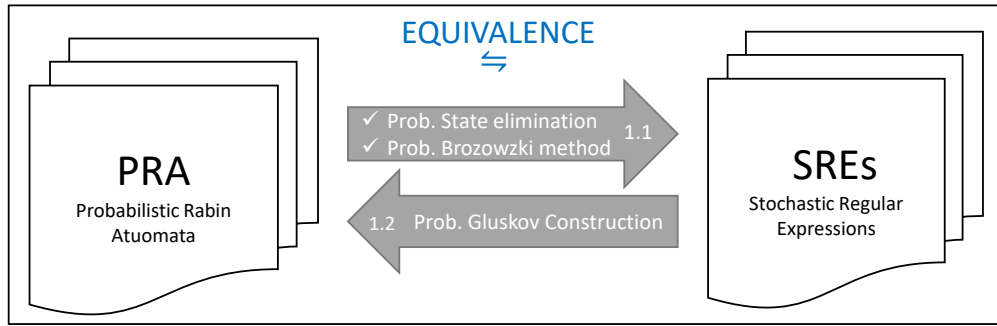 EQUIVALENCE
⇋
PRA
Probabilistic Rabin
Atuomata
✓ Prob. State elimination
✓ Prob. Brozowzki method
1.1
1.2 Prob. Gluskov Construction
SREs
Stochastic Regular
Expressions